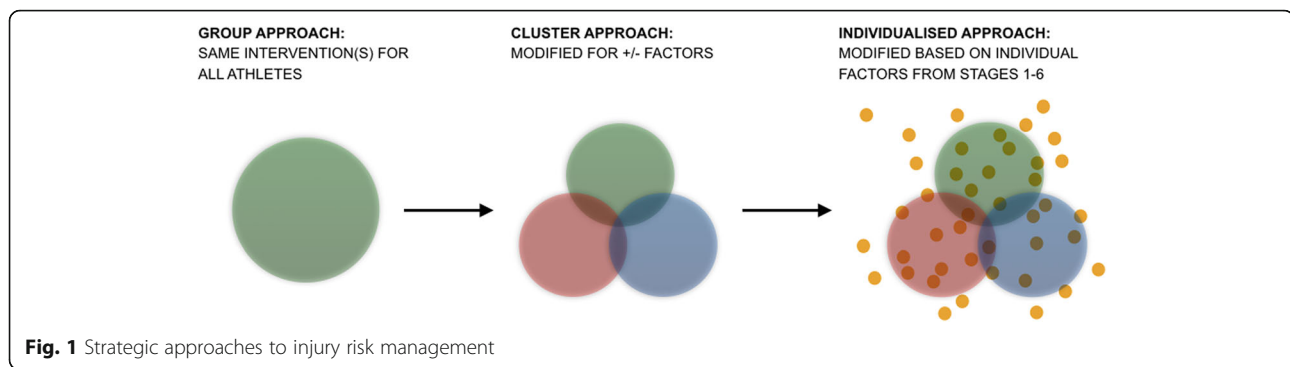 GROUP APPROACH:
SAME INTERVENTION(S) FOR
ALL ATHLETES
CLUSTER APPROACH:
MODIFIED FOR +/- FACTORS
INDIVIDUALISED APPROACH:
MODIFIED BASED ON INDIVIDUAL
FACTORS FROM STAGES 1-6
Fig. 1 Strategic approaches to injury risk management